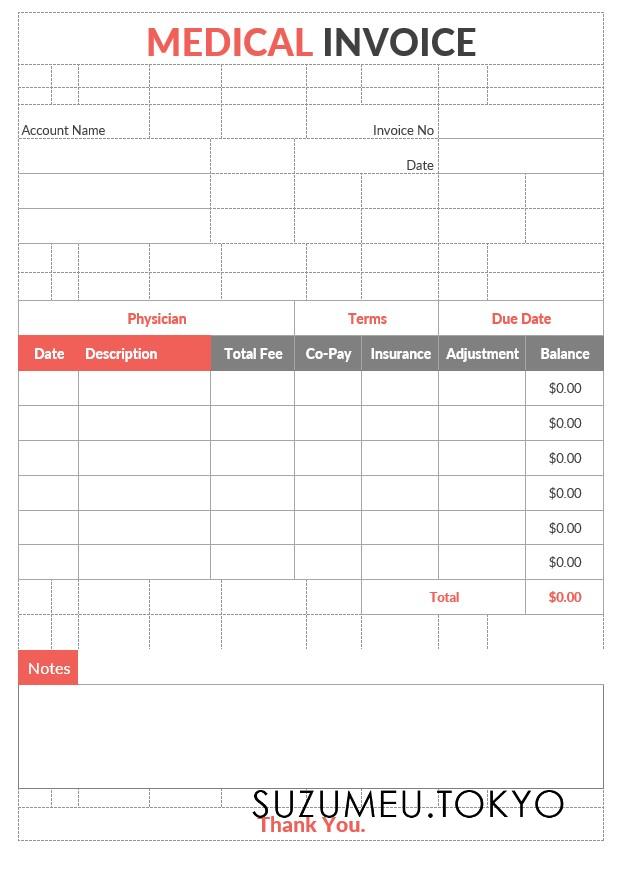 MEDICAL INVOICE
Account Name Invoice No
Date
Physician Terms Due Date
Date Description Total Fee Co-Pay Insurance Adjustment Balance
$0.00
$0.00
$0.00
$0.00
$0.00
$0.00
Total $0.00
Notes
SUZUMEU.TOKYO
Thank You.